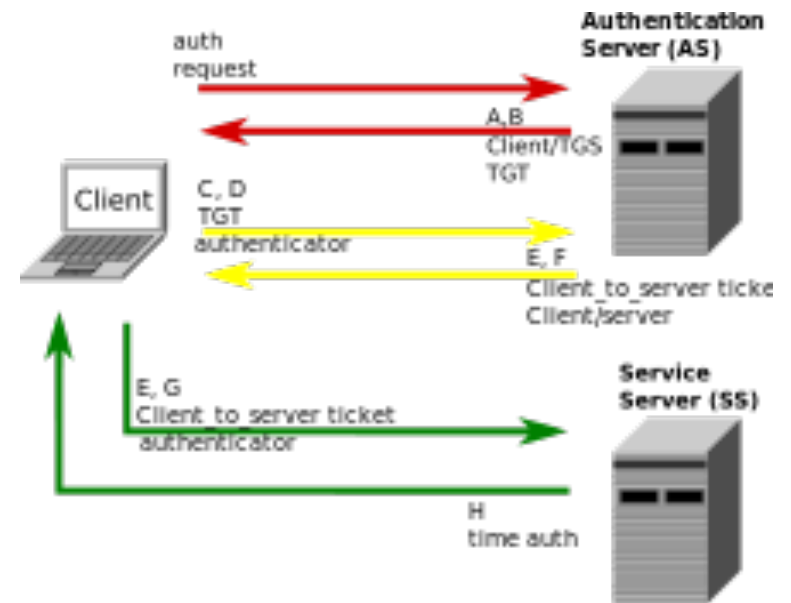 Authentication
Server (AS)
auth
request
A,B
Client/TGS
TGT
Client
C, D
TGT
authenticator
E, F
Client_to_server ticke
Client/server
E, G
Client_to_server ticket
authenticator
Service
Server (SS)
H
time auth